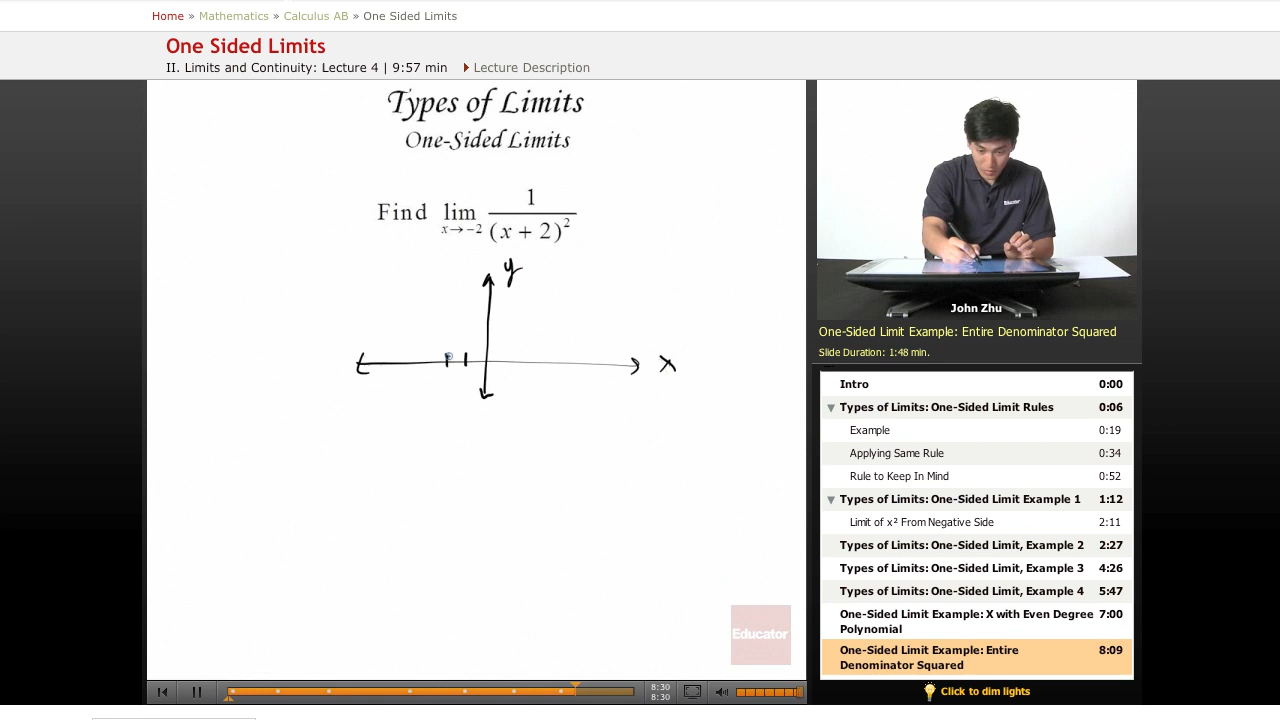 Home » Mathematics » Calculus AB » One Sided Limits
One Sided Limits
II. Limits and Continuity: Lecture 4 | 9:57 min Lecture Description
Types of Limits
One-Sided Limits
Find lim x→-2 1/(x + 2)²
y
x
Educator
Educator
John Zhu
One-Sided Limit Example: Entire Denominator Squared
Slide Duration: 1:48 min.
Intro 0:00
▼ Types of Limits: One-Sided Limit Rules 0:06
Example 0:19
Applying Same Rule 0:34
Rule to Keep In Mind 0:52
▼ Types of Limits: One-Sided Limit Example 1 1:12
Limit of x² From Negative Side 2:11
Types of Limits: One-Sided Limit, Example 2 2:27
Types of Limits: One-Sided Limit, Example 3 4:26
Types of Limits: One-Sided Limit, Example 4 5:47
One-Sided Limit Example: X with Even Degree 7:00
Polynomial
One-Sided Limit Example: Entire 8:09
Denominator Squared
8:30
8:30
Click to dim lights